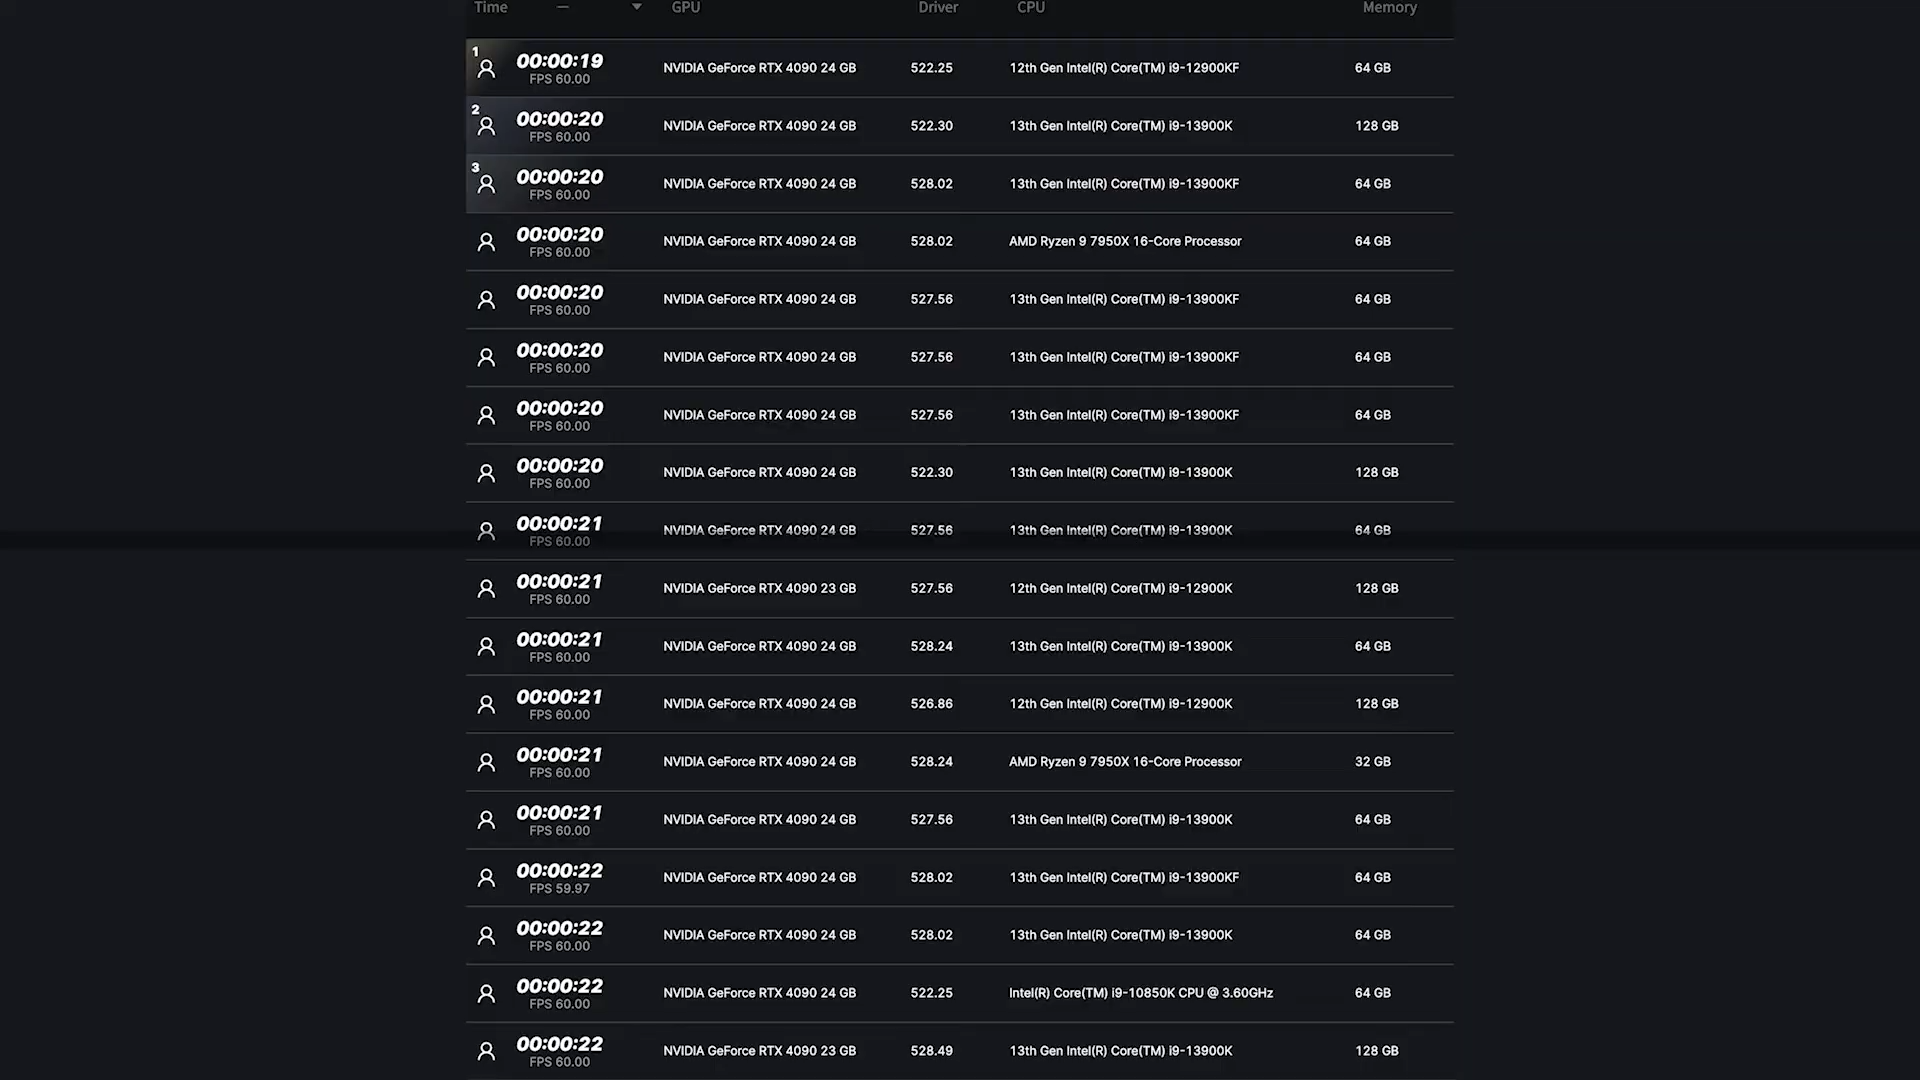 Time — GPU Driver CPU Memory
1 00:00:19 NVIDIA GeForce RTX 4090 24 GB 522.25 12th Gen Intel(R) Core(TM) i9-12900KF 64 GB
FPS 60.00
2 00:00:20 NVIDIA GeForce RTX 4090 24 GB 522.30 13th Gen Intel(R) Core(TM) i9-13900K 128 GB
FPS 60.00
3 00:00:20 NVIDIA GeForce RTX 4090 24 GB 528.02 13th Gen Intel(R) Core(TM) i9-13900KF 64 GB
FPS 60.00
00:00:20 NVIDIA GeForce RTX 4090 24 GB 528.02 AMD Ryzen 9 7950X 16-Core Processor 64 GB
FPS 60.00
00:00:20 NVIDIA GeForce RTX 4090 24 GB 527.56 13th Gen Intel(R) Core(TM) i9-13900KF 64 GB
FPS 60.00
00:00:20 NVIDIA GeForce RTX 4090 24 GB 527.56 13th Gen Intel(R) Core(TM) i9-13900KF 64 GB
FPS 60.00
00:00:20 NVIDIA GeForce RTX 4090 24 GB 527.56 13th Gen Intel(R) Core(TM) i9-13900KF 64 GB
FPS 60.00
00:00:20 NVIDIA GeForce RTX 4090 24 GB 522.30 13th Gen Intel(R) Core(TM) i9-13900K 128 GB
FPS 60.00
00:00:21 NVIDIA GeForce RTX 4090 24 GB 527.56 13th Gen Intel(R) Core(TM) i9-13900K 64 GB
FPS 60.00
00:00:21 NVIDIA GeForce RTX 4090 23 GB 527.56 12th Gen Intel(R) Core(TM) i9-12900K 128 GB
FPS 60.00
00:00:21 NVIDIA GeForce RTX 4090 24 GB 528.24 13th Gen Intel(R) Core(TM) i9-13900K 64 GB
FPS 60.00
00:00:21 NVIDIA GeForce RTX 4090 24 GB 526.86 12th Gen Intel(R) Core(TM) i9-12900K 128 GB
FPS 60.00
00:00:21 NVIDIA GeForce RTX 4090 24 GB 528.24 AMD Ryzen 9 7950X 16-Core Processor 32 GB
FPS 60.00
00:00:21 NVIDIA GeForce RTX 4090 24 GB 527.56 13th Gen Intel(R) Core(TM) i9-13900K 64 GB
FPS 60.00
00:00:22 NVIDIA GeForce RTX 4090 24 GB 528.02 13th Gen Intel(R) Core(TM) i9-13900KF 64 GB
FPS 59.97
00:00:22 NVIDIA GeForce RTX 4090 24 GB 528.02 13th Gen Intel(R) Core(TM) i9-13900K 64 GB
FPS 60.00
00:00:22 NVIDIA GeForce RTX 4090 24 GB 522.25 Intel(R) Core(TM) i9-10850K CPU @ 3.60GHz 64 GB
FPS 60.00
00:00:22 NVIDIA GeForce RTX 4090 23 GB 528.49 13th Gen Intel(R) Core(TM) i9-13900K 128 GB
FPS 60.00